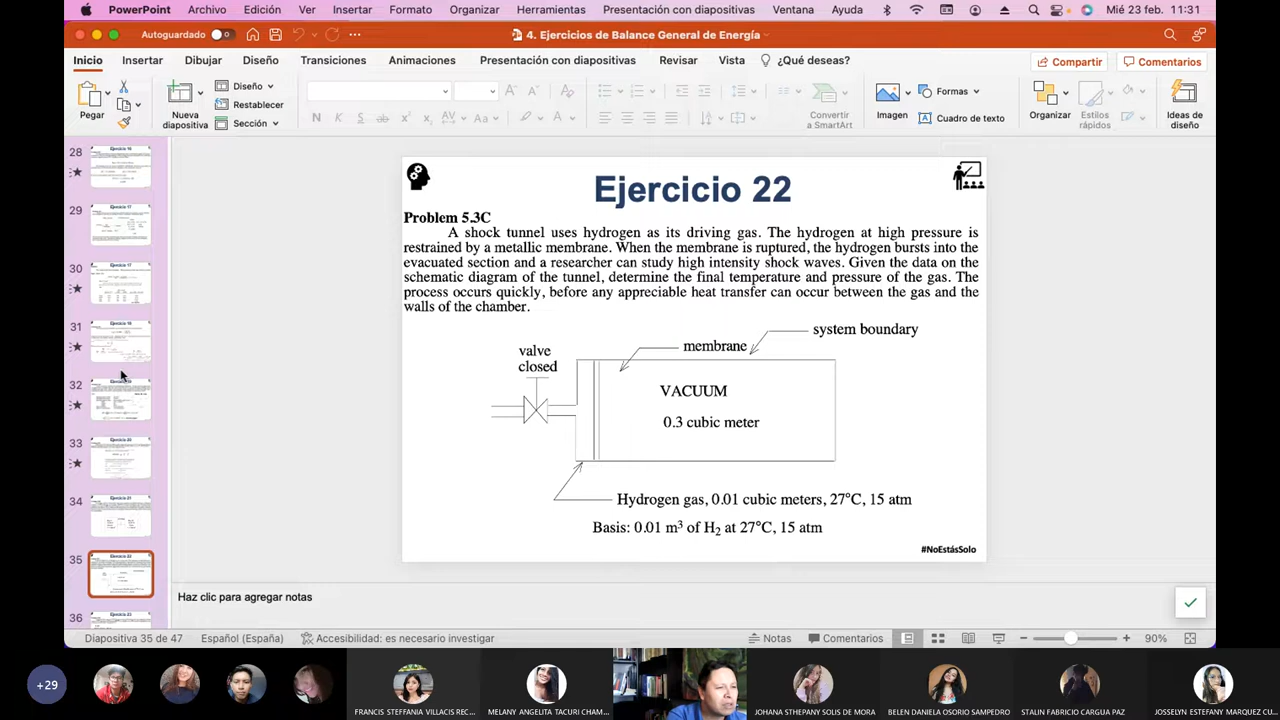 PowerPoint Archivo Edición Ver Insertar Formato Organizar Herramientas Presentación con diapositivas Ventana Ayuda Mié 23 feb. 11:31
Autoguardado 4. Ejercicios de Balance General de Energía
Inicio Insertar Dibujar Diseño Transiciones Animaciones Presentación con diapositivas Revisar Vista ¿Qué deseas? Compartir Comentarios
Pegar
Nueva
diapositiva
Diseño
Restablecer
Sección
N K S
Convertir
a SmartArt
Imagen
Formas
Cuadro de texto
Organizar
Estilos
rápidos
Ideas de
diseño
28
29
30
31
32
33
34
35
36
Ejercicio 22
Problem 5.3C
A shock tunnel uses hydrogen as its driving gas. The hydrogen at high pressure is
restrained by a metallic membrane. When the membrane is ruptured, the hydrogen bursts into the
evacuated section and a researcher can study high intensity shock waves. Given the data on the
schematic diagram of the tunnel, determine the final temperature and pressure of the gas. The
process occurs quickly, before any appreciable heat transfer can occur between the gas and the
walls of the chamber.
system boundary
membrane
valve
closed
VACUUM
0.3 cubic meter
Hydrogen gas, 0.01 cubic meters, 27°C, 15 atm
Basis: 0.01 m³ of H₂ at 27°C, 15 atm
#NoEstásSolo
Haz clic para agregar notas
Diapositiva 35 de 47 Español (España) Accesibilidad: es necesario investigar Notas Comentarios 90%
+29
FRANCIS STEFFANIA VILLACIS REC...
MELANY ANGELITA TACURI CHAM...
JOHANA STHEPANY SOLIS DE MORA
BELEN DANIELA OSORIO SAMPEDRO
STALIN FABRICIO CARGUA PAZ
JOSSELYN ESTEFANY MARQUEZ CU...